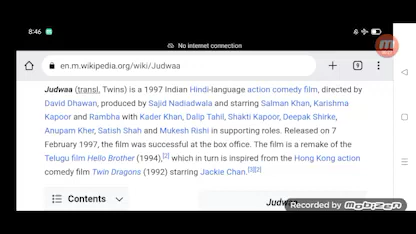 8:46
No internet connection
en.m.wikipedia.org/wiki/Judwaa
9
Judwaa (transl. Twins) is a 1997 Indian Hindi-language action comedy film, directed by
David Dhawan, produced by Sajid Nadiadwala and starring Salman Khan, Karishma
Kapoor and Rambha with Kader Khan, Dalip Tahil, Shakti Kapoor, Deepak Shirke,
Anupam Kher, Satish Shah and Mukesh Rishi in supporting roles. Released on 7
February 1997, the film was successful at the box office. The film is a remake of the
Telugu film Hello Brother (1994),[2] which in turn is inspired from the Hong Kong action
comedy film Twin Dragons (1992) starring Jackie Chan.[3][2]
Contents
Judwaa
Recorded by mobizen